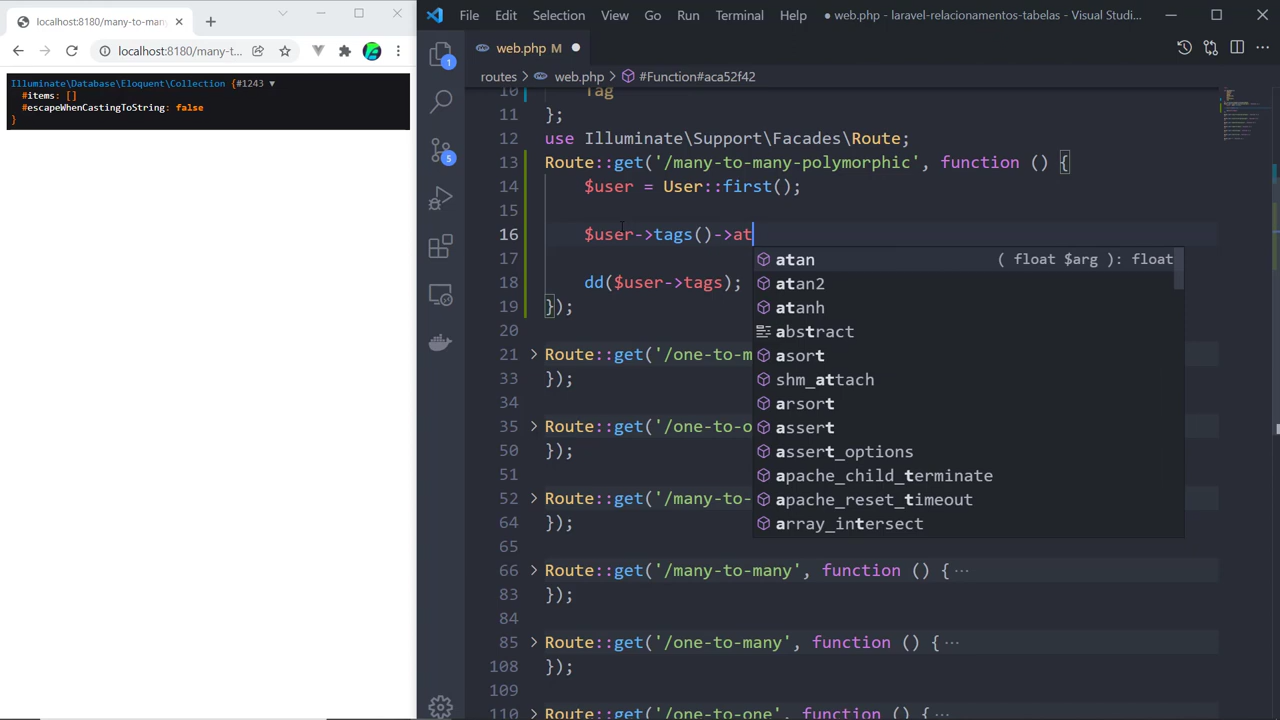 localhost:8180/many-to-many
localhost:8180/many-to-m...
Illuminate\Database\Eloquent\Collection {#1243 ▼
#items: []
#escapeWhenCastingToString: false
}
File Edit Selection View Go Run Terminal Help
● web.php - laravel-relacionamentos-tabelas - Visual Studi...
web.php M ●
routes > web.php > #Function#aca52f42
1
5
10 Tag
11 };
12 use Illuminate\Support\Facades\Route;
13 Route::get('/many-to-many-polymorphic', function () {
14 $user = User::first();
15
16 $user->tags()->at
17
18 dd($user->tags);
19 });
20
21 Route::get('/one-to-m
33 });
34
35 Route::get('/one-to-o
50 });
51
52 Route::get('/many-to-
64 });
65
66 Route::get('/many-to-many', function () { ···
83 });
84
85 Route::get('/one-to-many', function () { ···
108 });
109
110 Route::get('/one-to-one', function () { ···
atan ( float $arg ): float
atan2
atanh
abstract
asort
shm_attach
arsort
assert
assert_options
apache_child_terminate
apache_reset_timeout
array_intersect